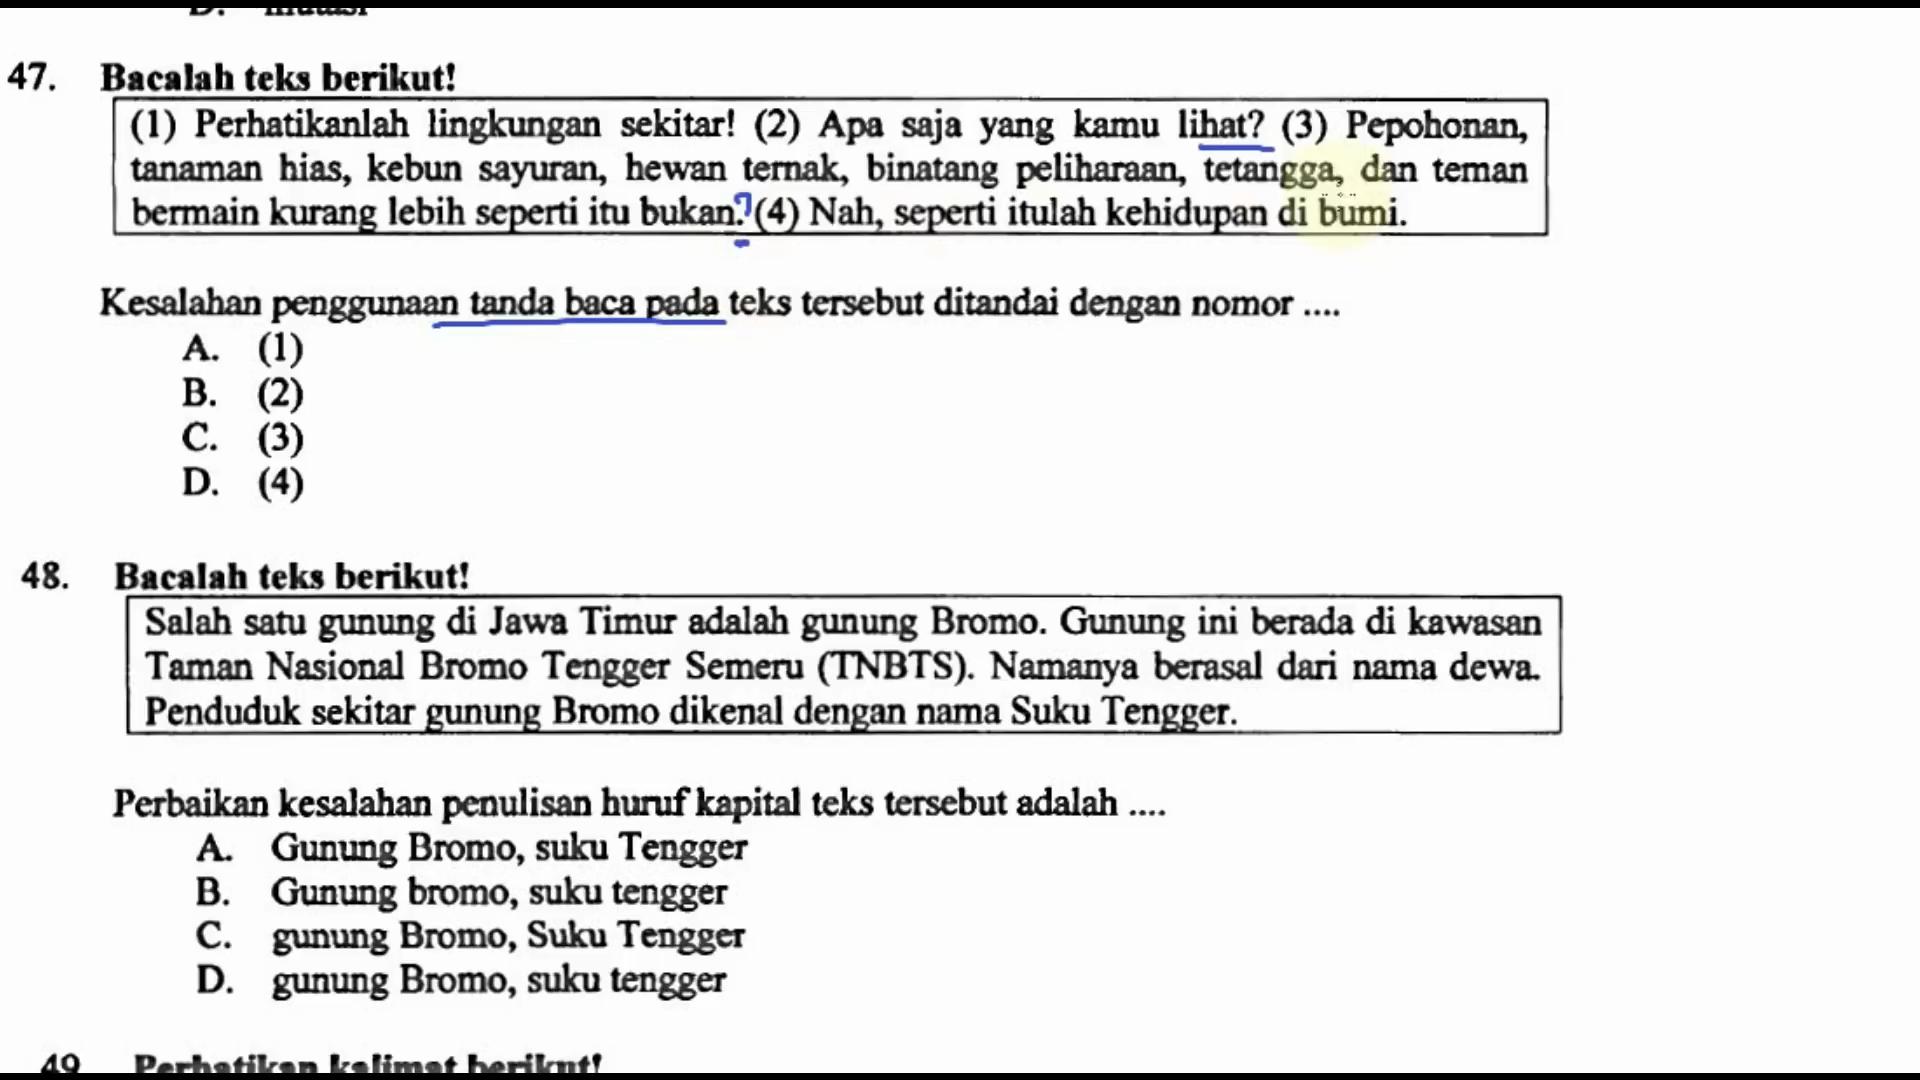 47. Bacalah teks berikut!
(1) Perhatikanlah lingkungan sekitar! (2) Apa saja yang kamu lihat? (3) Pepohonan,
tanaman hias, kebun sayuran, hewan ternak, binatang peliharaan, tetangga, dan teman
bermain kurang lebih seperti itu bukan.? (4) Nah, seperti itulah kehidupan di bumi.
Kesalahan penggunaan tanda baca pada teks tersebut ditandai dengan nomor ....
A. (1)
B. (2)
C. (3)
D. (4)
48. Bacalah teks berikut!
Salah satu gunung di Jawa Timur adalah gunung Bromo. Gunung ini berada di kawasan
Taman Nasional Bromo Tengger Semeru (TNBTS). Namanya berasal dari nama dewa.
Penduduk sekitar gunung Bromo dikenal dengan nama Suku Tengger.
Perbaikan kesalahan penulisan huruf kapital teks tersebut adalah ....
A. Gunung Bromo, suku Tengger
B. Gunung bromo, suku tengger
C. gunung Bromo, Suku Tengger
D. gunung Bromo, suku tengger
49 Perhatikan kalimat berikut!